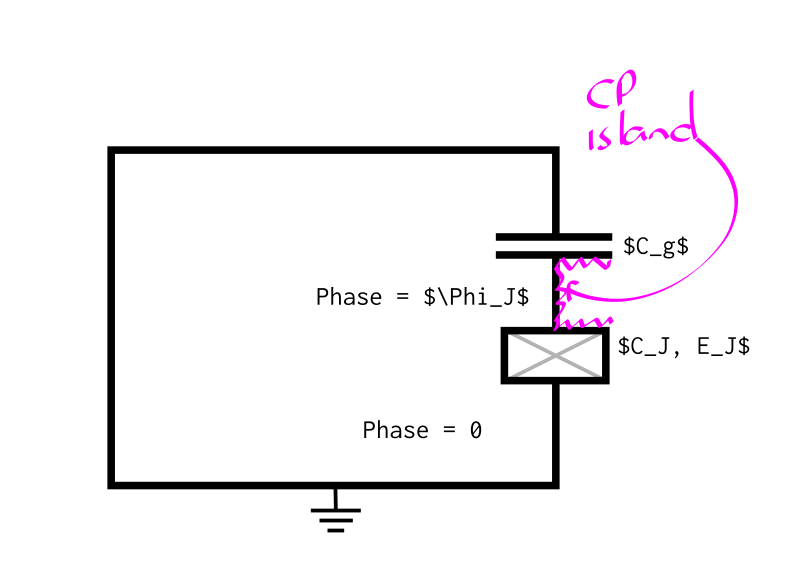 CP
island
$C_g$
Phase = $\Phi_J$
$C_J, E_J$
Phase = 0